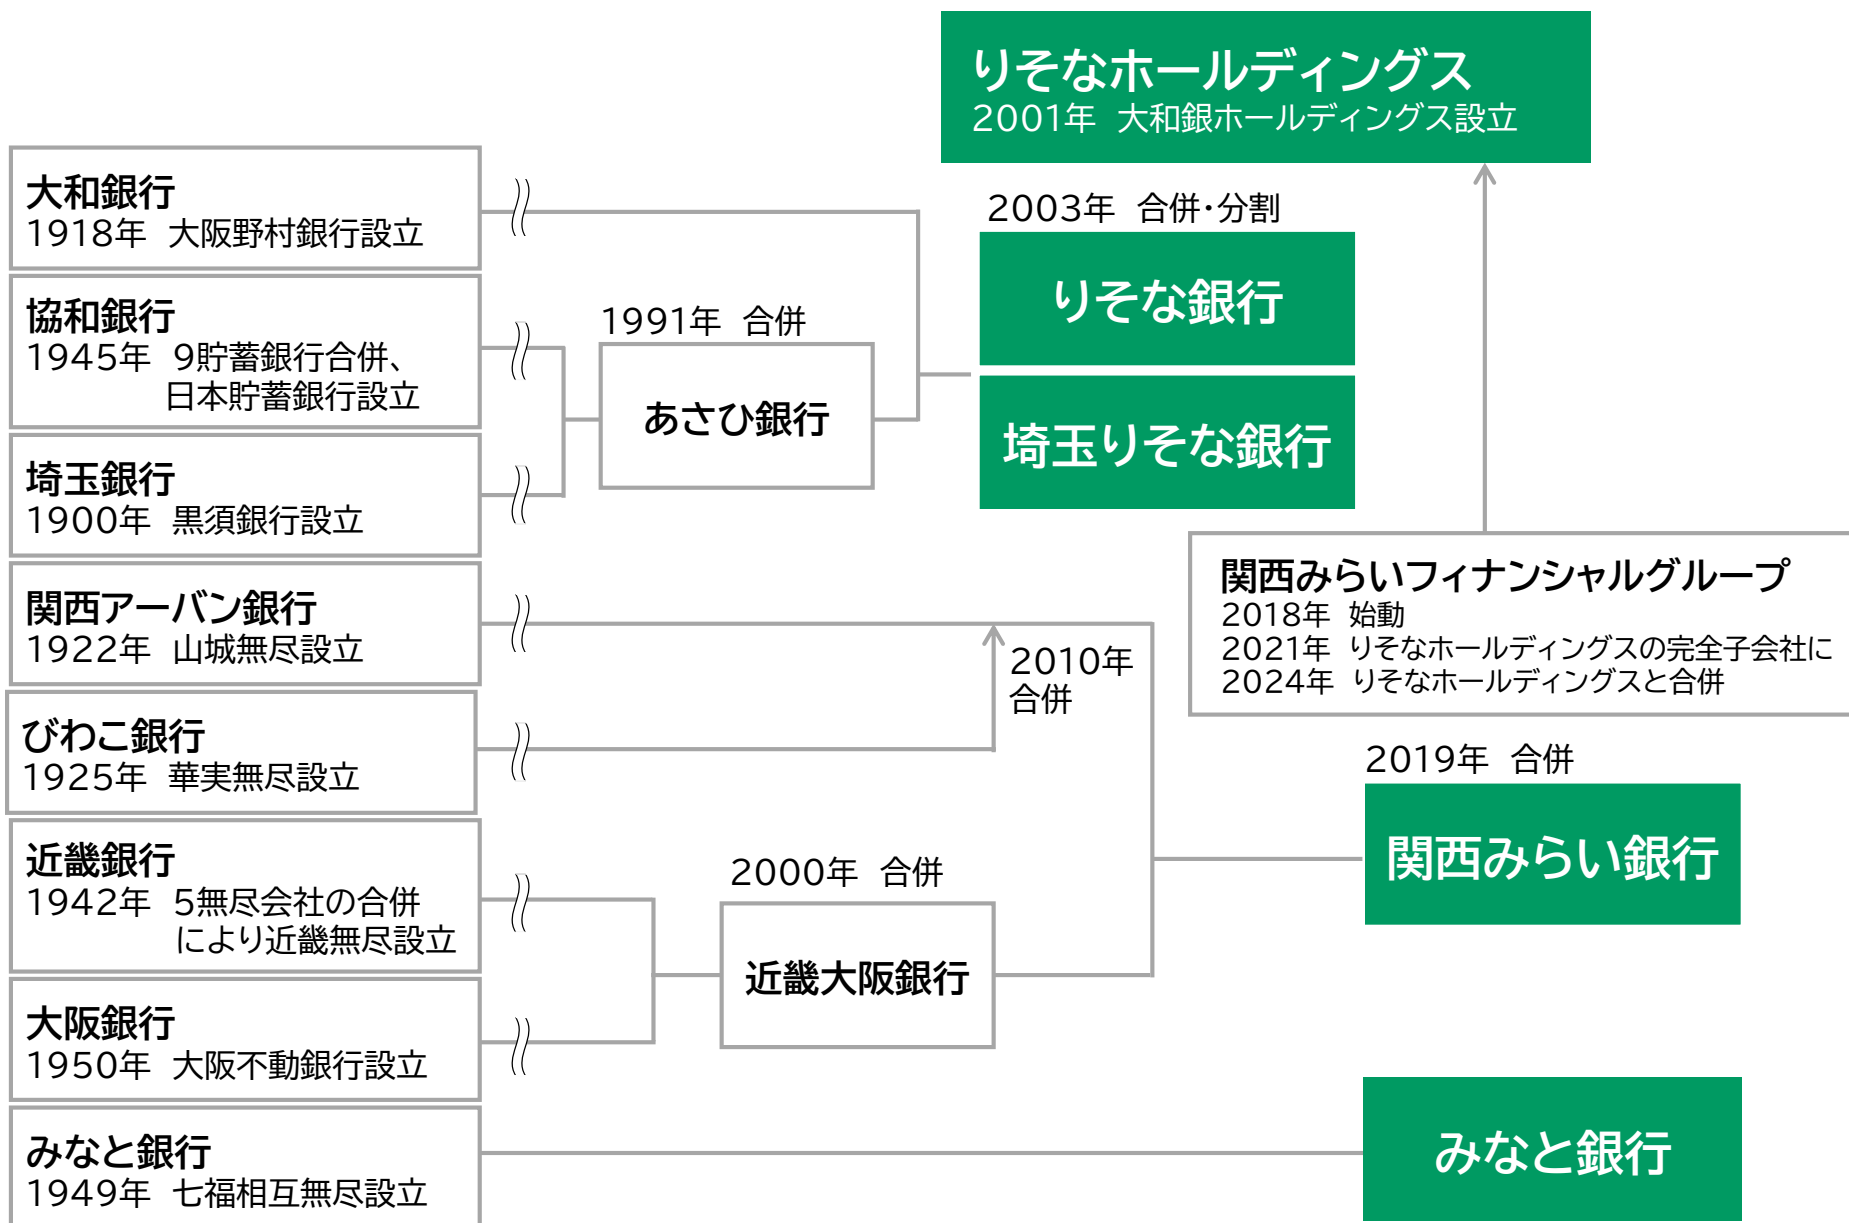 りそなホールディングス
2001年 大和銀ホールディングス設立
大和銀行
1918年 大阪野村銀行設立
協和銀行
1945年 9貯蓄銀行合併、
日本貯蓄銀行設立
埼玉銀行
1900年 黒須銀行設立
1991年 合併
あさひ銀行
2003年 合併・分割
りそな銀行
埼玉りそな銀行
関西アーバン銀行
1922年 山城無尽設立
びわこ銀行
1925年 華実無尽設立
2010年
合併
関西みらいフィナンシャルグループ
2018年 始動
2021年 りそなホールディングスの完全子会社に
2024年 りそなホールディングスと合併
近畿銀行
1942年 5無尽会社の合併
により近畿無尽設立
大阪銀行
1950年 大阪不動銀行設立
2000年 合併
近畿大阪銀行
2019年 合併
関西みらい銀行
みなと銀行
1949年 七福相互無尽設立
みなと銀行